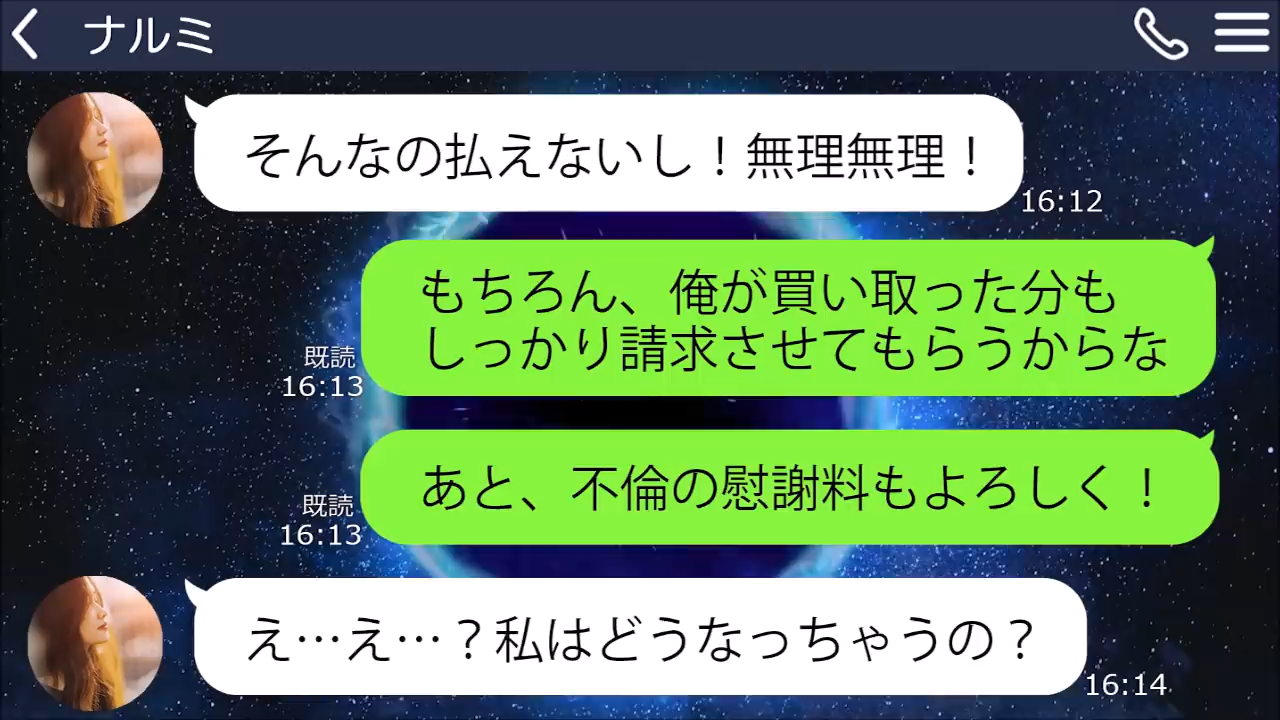 ナルミ
そんなの払えないし！無理無理！
16:12
もちろん、俺が買い取った分も
しっかり請求させてもらうからな
既読
16:13
あと、不倫の慰謝料もよろしく！
既読
16:13
え…え…？私はどうなっちゃうの？
16:14